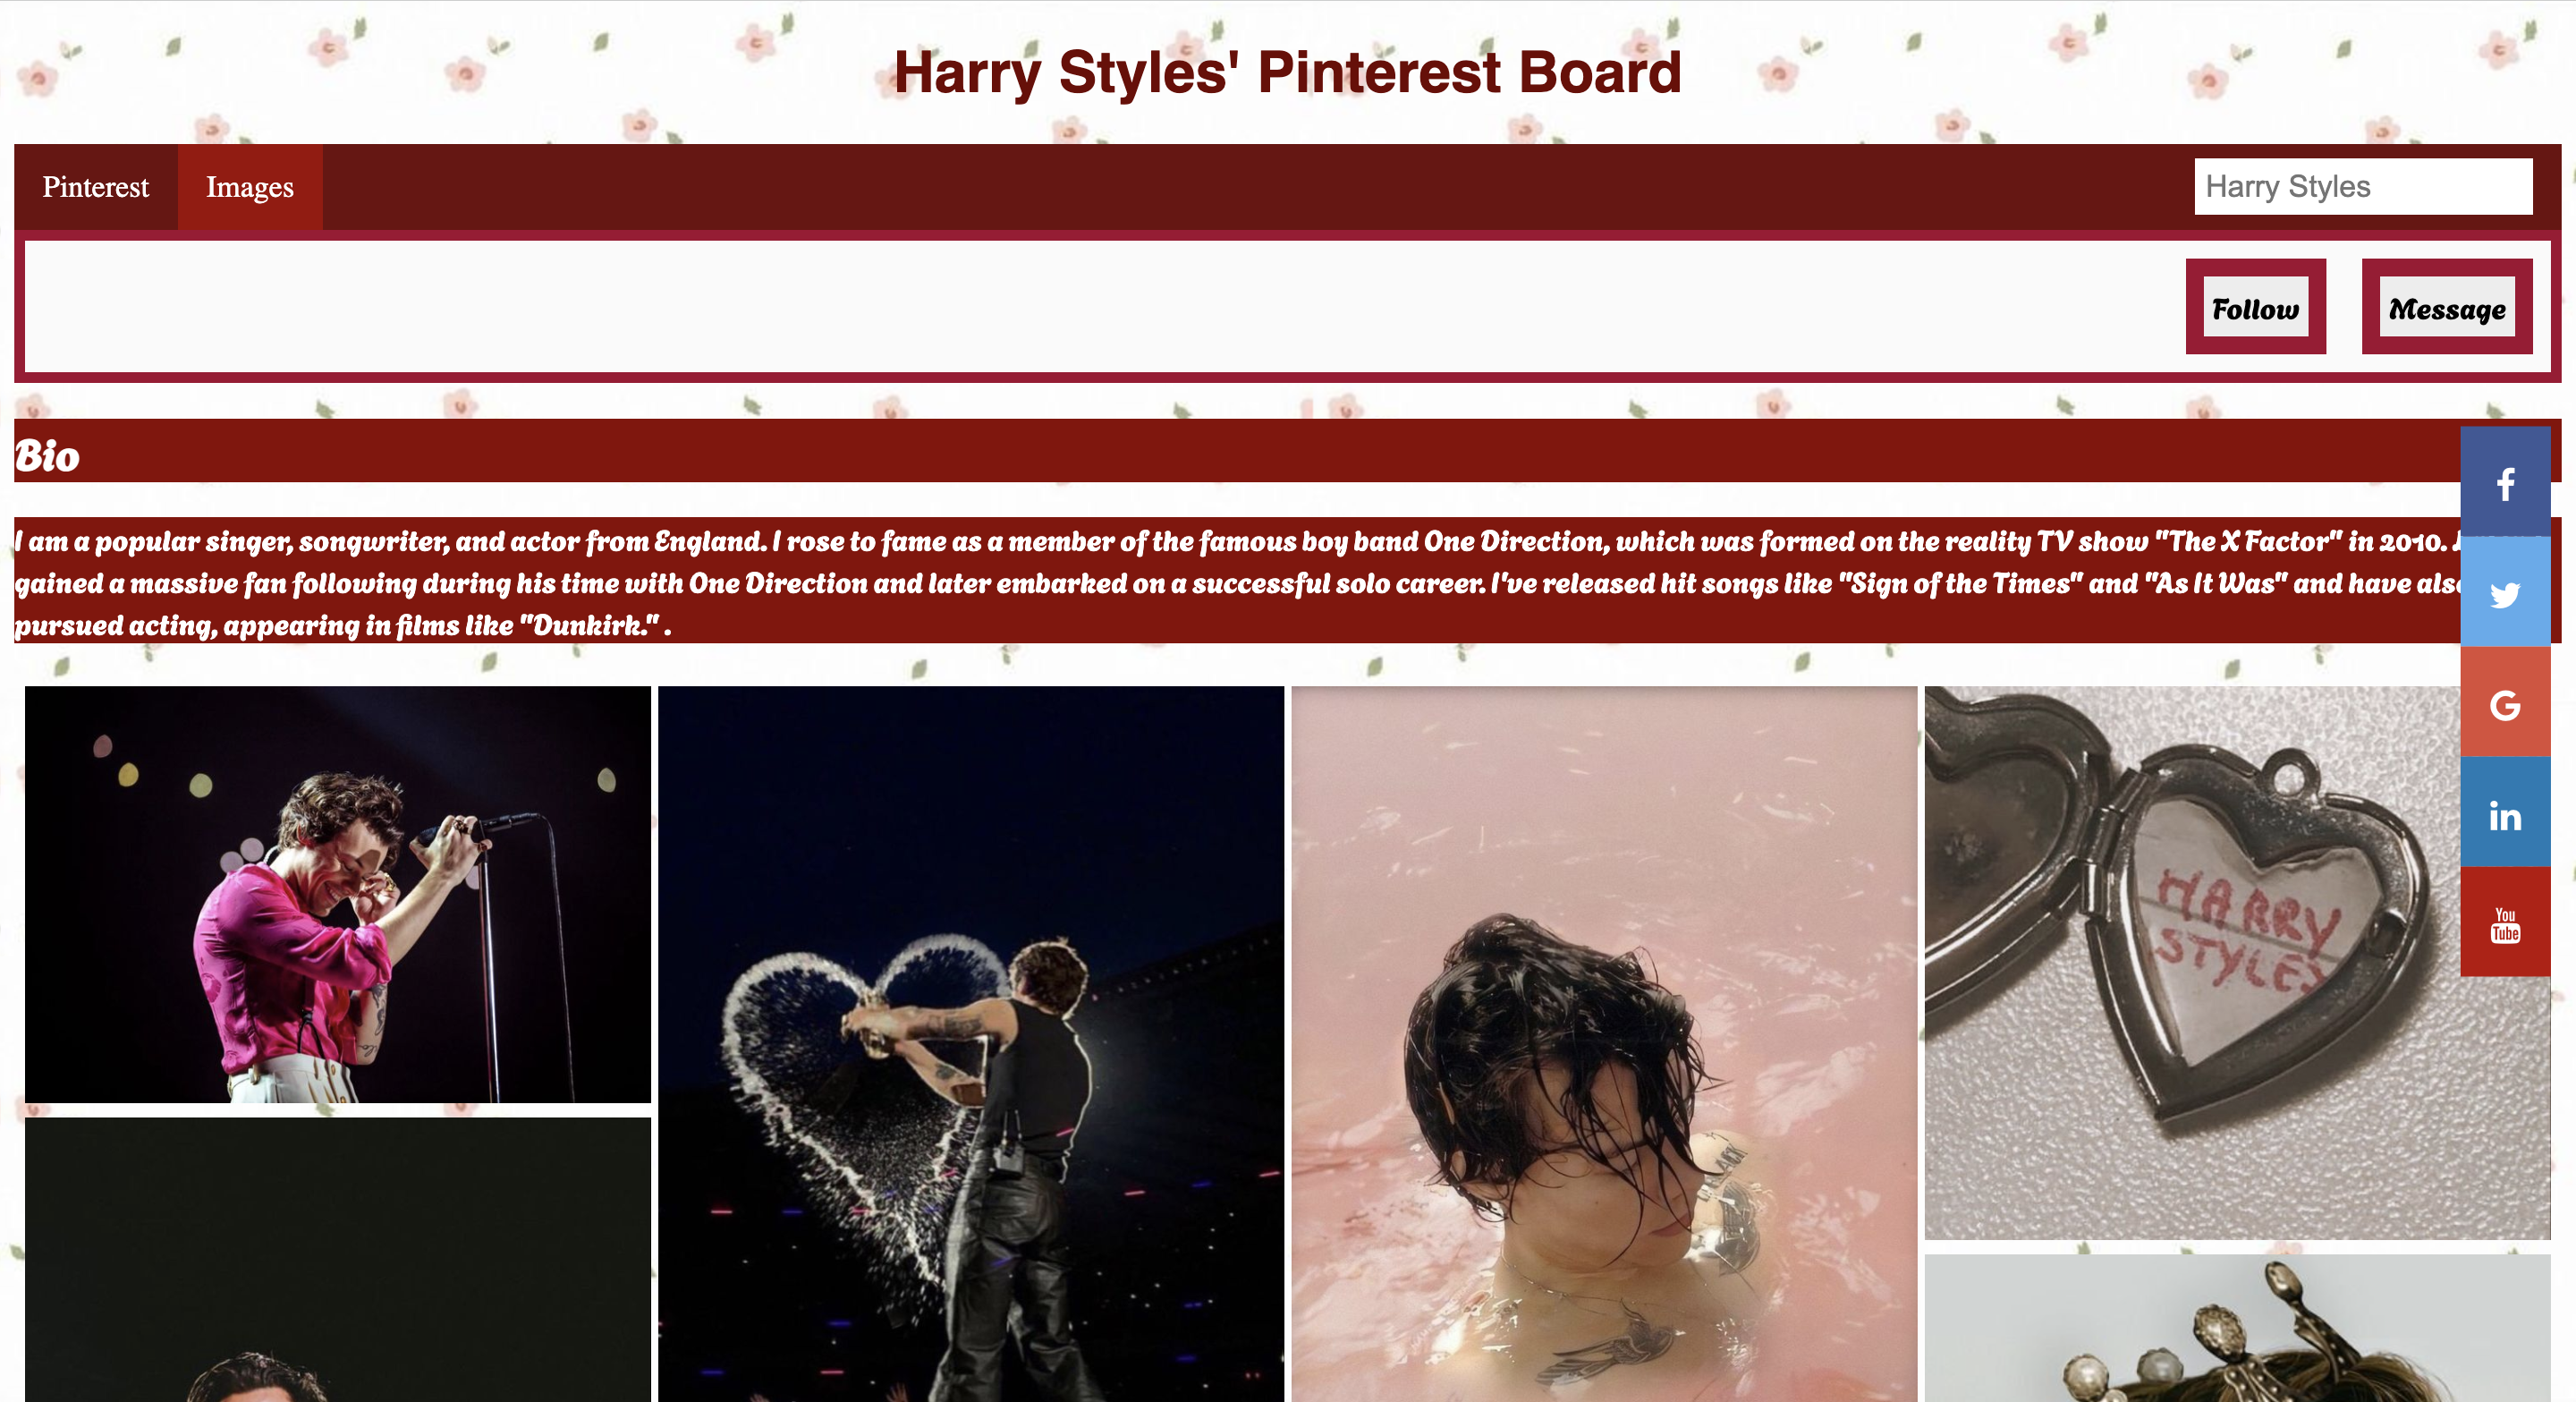 Harry Styles' Pinterest Board
Pinterest Images Harry Styles
Follow Message
Bio
I am a popular singer, songwriter, and actor from England. I rose to fame as a member of the famous boy band One Direction, which was formed on the reality TV show "The X Factor" in 2010.
gained a massive fan following during his time with One Direction and later embarked on a successful solo career. I've released hit songs like "Sign of the Times" and "As It Was" and have also
pursued acting, appearing in films like "Dunkirk." .
f
G
in
You
Tube
HARRY
STYLES